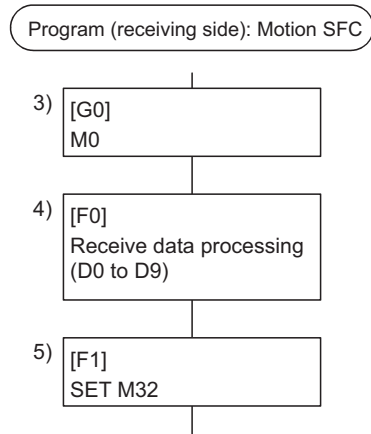 Program (receiving side): Motion SFC
3)
[G0]
M0
4)
[F0]
Receive data processing
(D0 to D9)
5)
[F1]
SET M32